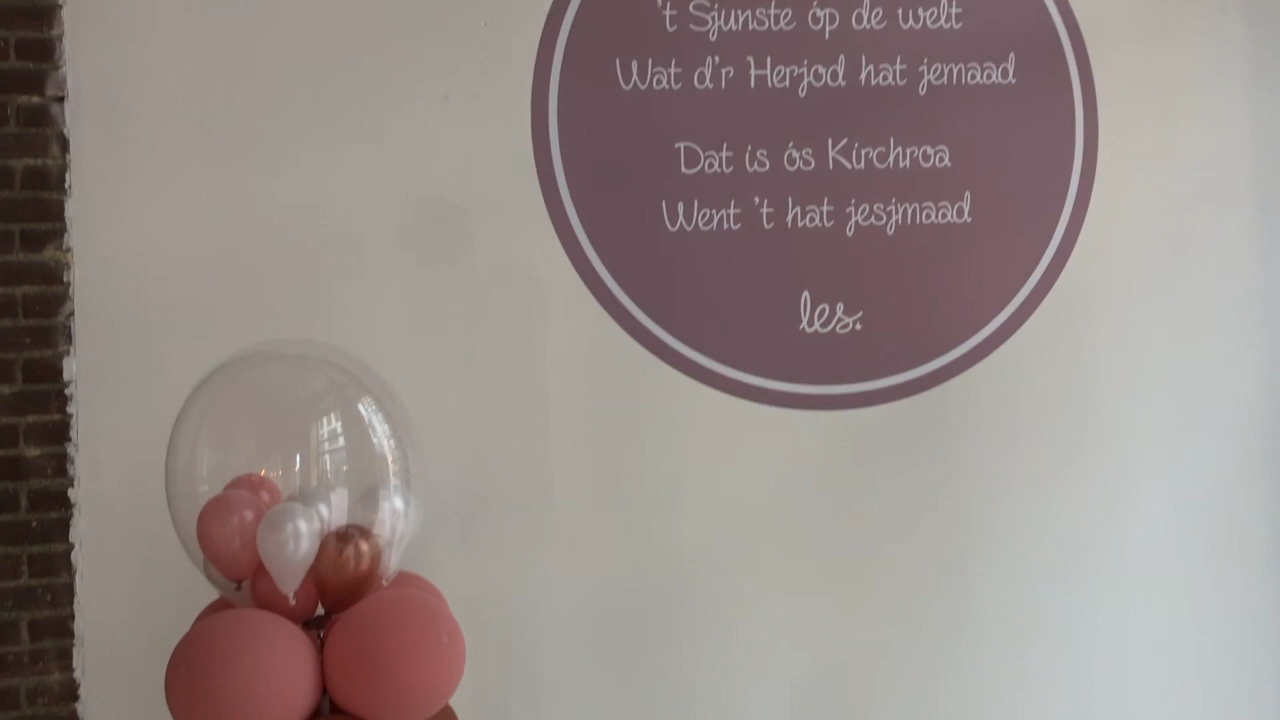 't Sjunste óp de welt
Wat d'r Herjod hat jemaad
Dat is ós Kirchroa
Went 't hat jesjmaad
les.